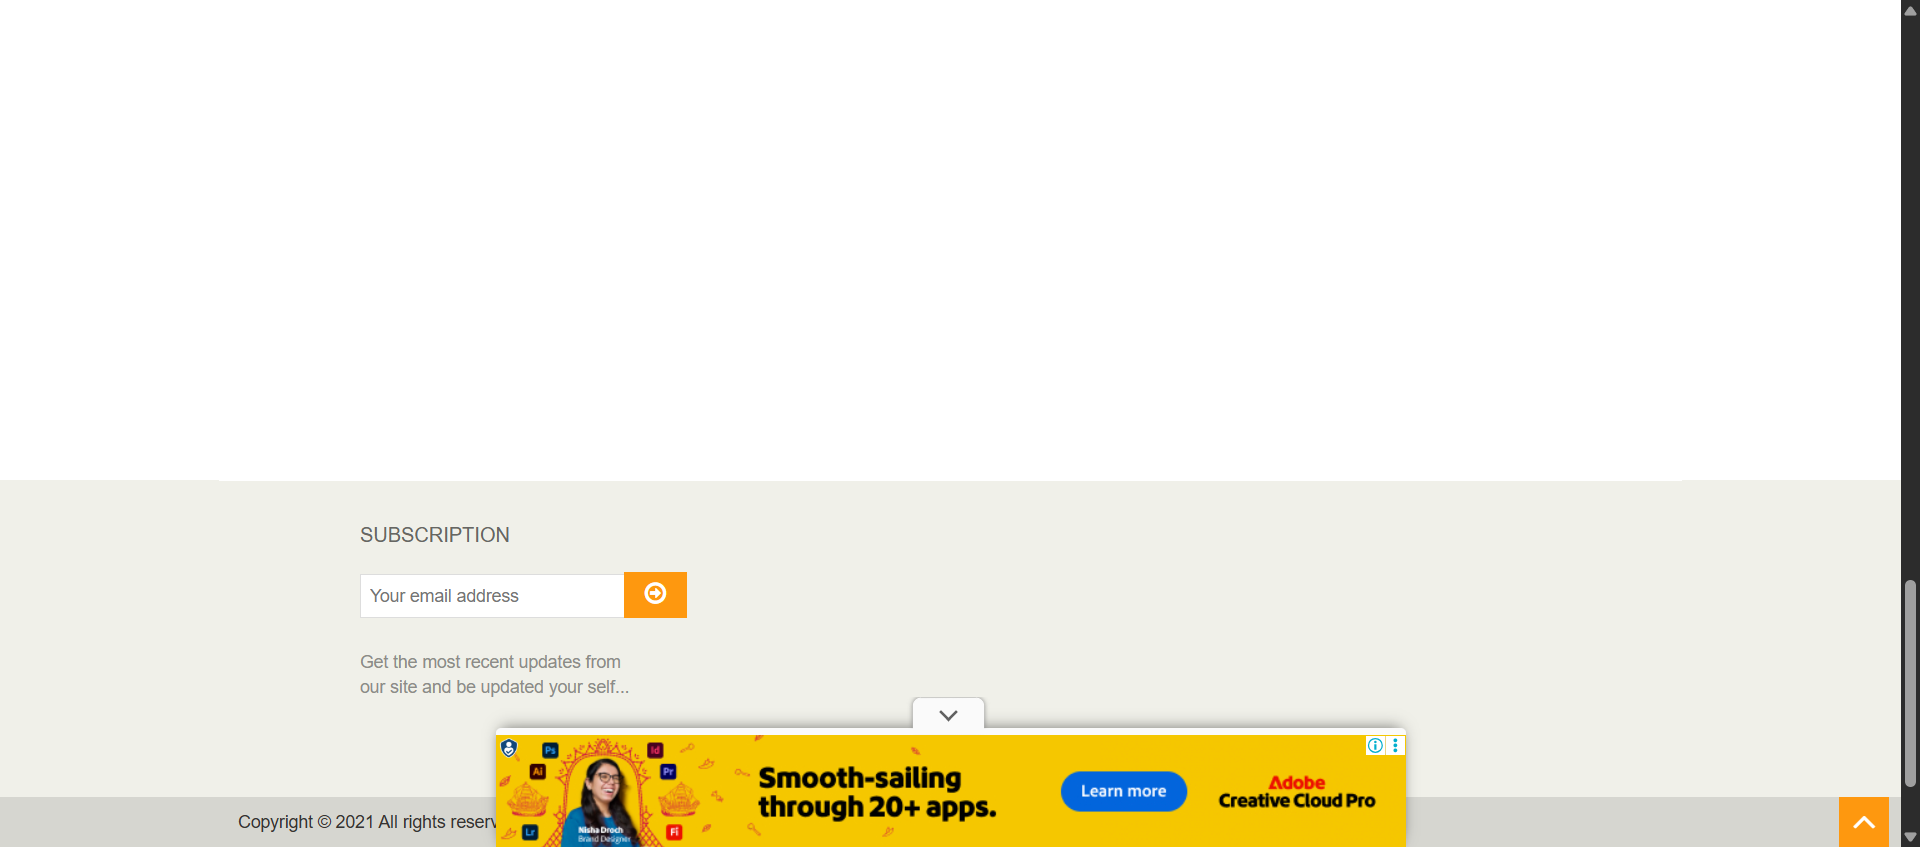 SUBSCRIPTION
Your email address
Get the most recent updates from
our site and be updated your self...
Ps
Id
Ai
Pr
Lr
Fl
Nisha Droch
Brand Designer
Smooth-sailing
through 20+ apps.
Learn more
Adobe
Creative Cloud Pro
Copyright © 2021 All rights reserv